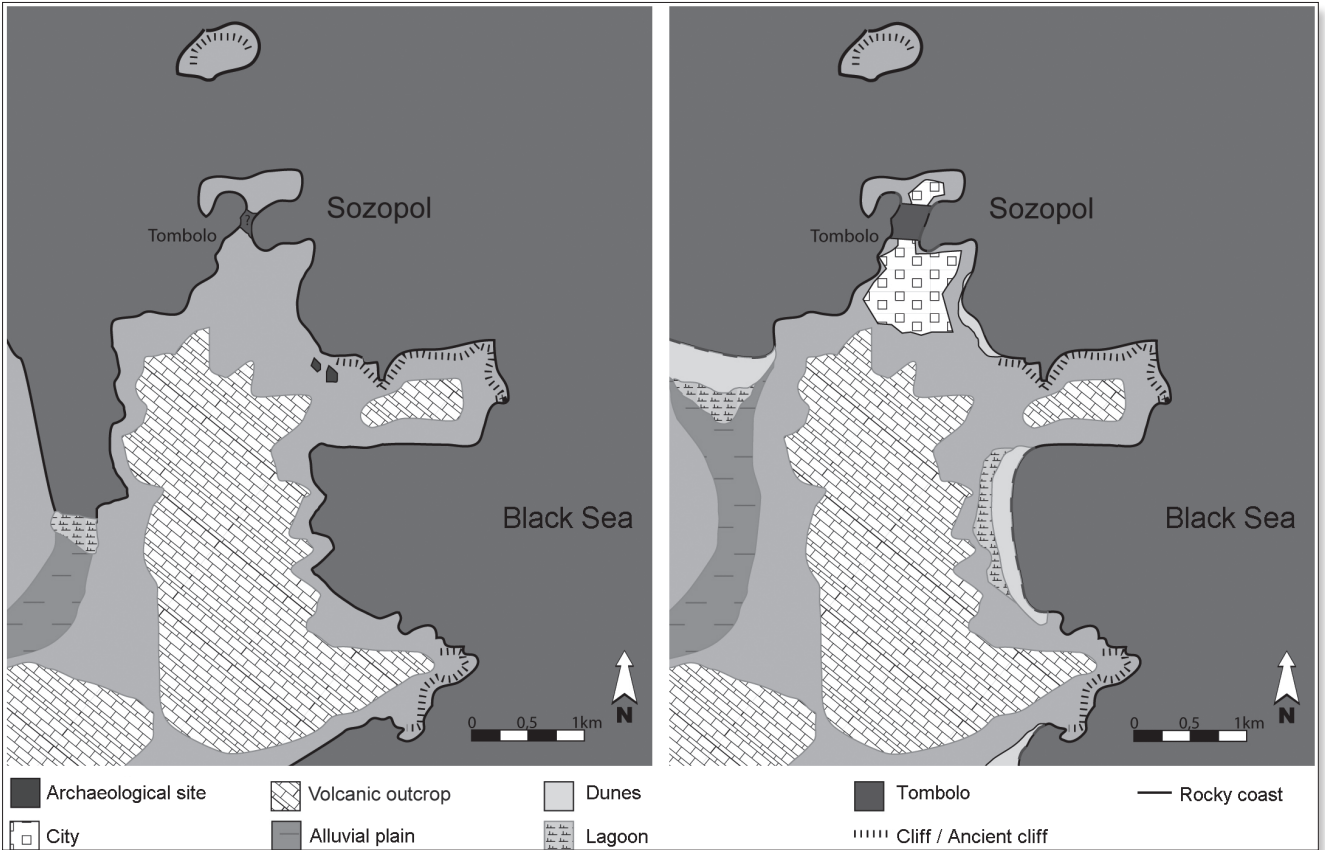 Sozopol
?
Tombolo
Black Sea
N
0 0,5 1km
Sozopol
Tombolo
Black Sea
N
0 0,5 1km
Archaeological site
Volcanic outcrop
Dunes
Tombolo
Rocky coast
City
Alluvial plain
Lagoon
Cliff / Ancient cliff